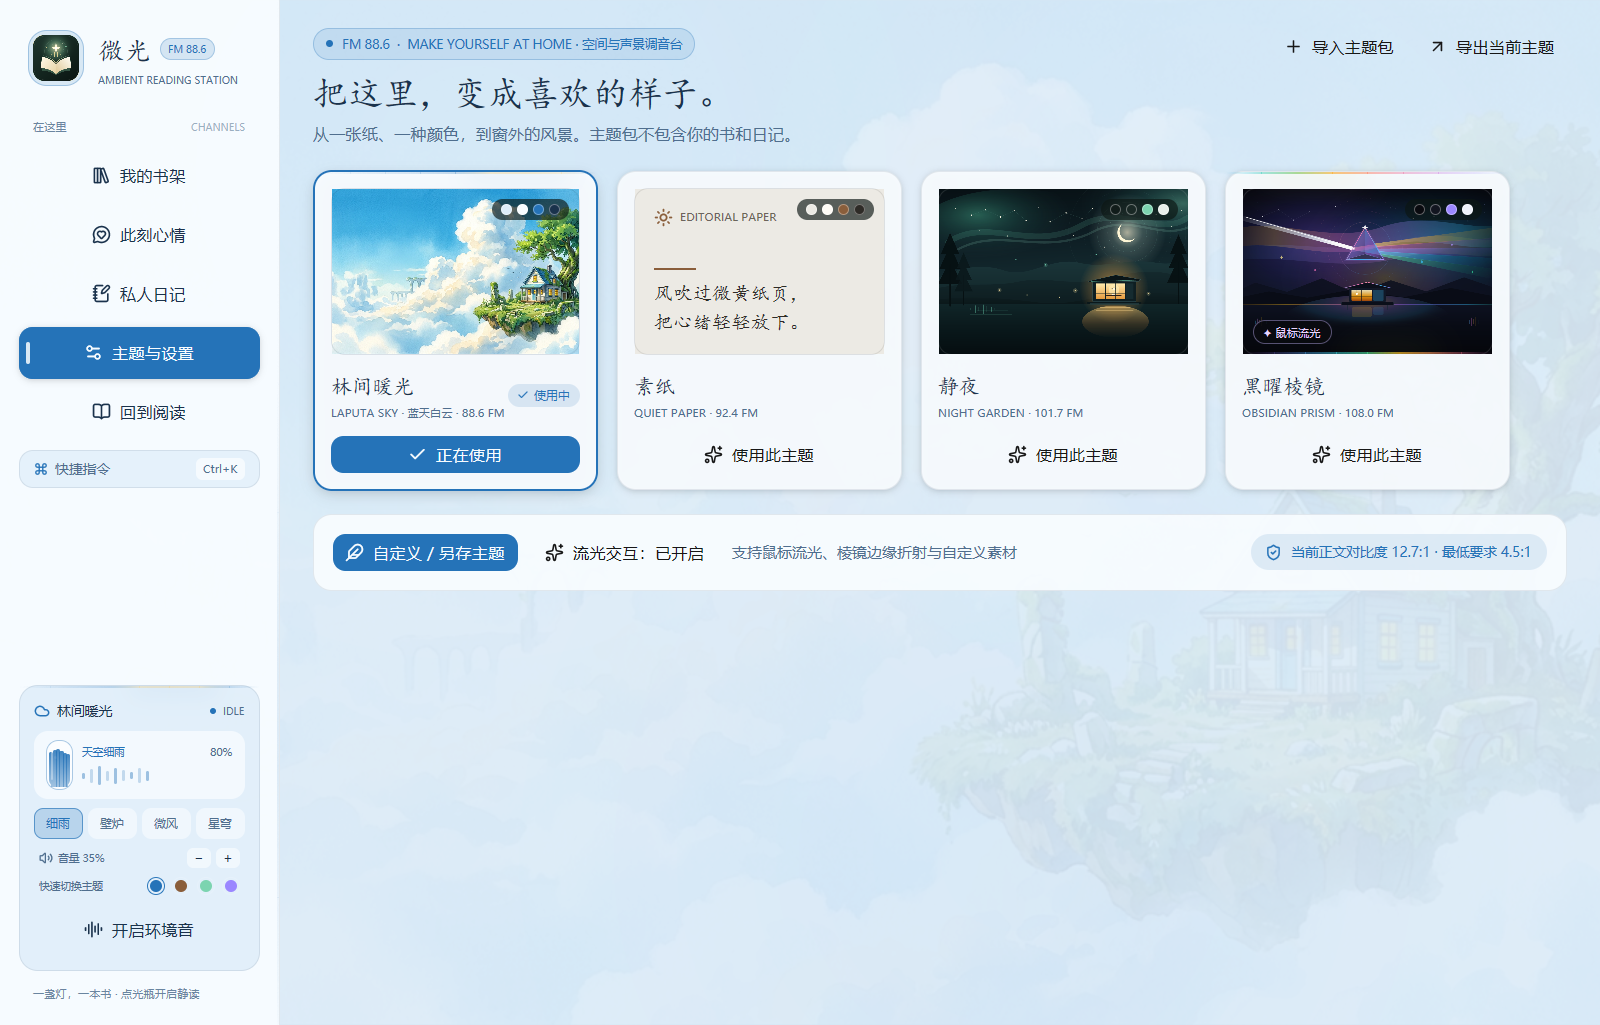 微光 FM 88.6
AMBIENT READING STATION
在这里 CHANNELS
我的书架
此刻心情
私人日记
主题与设置
回到阅读
快捷指令 Ctrl+K
林间暖光 IDLE
天空细雨 80%
细雨 壁炉 微风 星穹
音量 35% − +
快速切换主题
开启环境音
一盏灯，一本书 · 点光瓶开启静读
FM 88.6 · MAKE YOURSELF AT HOME · 空间与声景调音台
导入主题包 导出当前主题
把这里，变成喜欢的样子。
从一张纸、一种颜色，到窗外的风景。主题包不包含你的书和日记。
林间暖光 使用中
LAPUTA SKY · 蓝天白云 · 88.6 FM
正在使用
EDITORIAL PAPER
风吹过微黄纸页，
把心绪轻轻放下。
素纸
QUIET PAPER · 92.4 FM
使用此主题
静夜
NIGHT GARDEN · 101.7 FM
使用此主题
鼠标流光
黑曜棱镜
OBSIDIAN PRISM · 108.0 FM
使用此主题
自定义 / 另存主题 流光交互：已开启 支持鼠标流光、棱镜边缘折射与自定义素材 当前正文对比度 12.7:1 · 最低要求 4.5:1